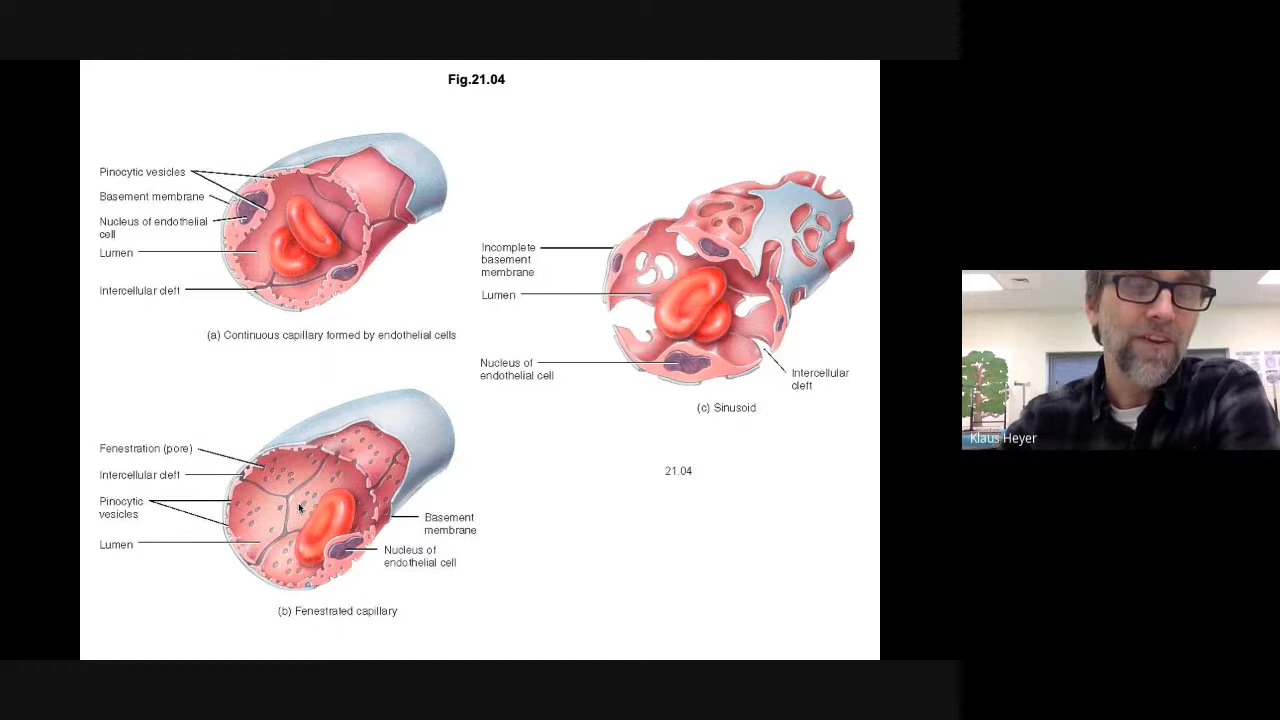 Fig.21.04
Pinocytic vesicles
Basement membrane
Nucleus of endothelial
cell
Lumen
Intercellular cleft
(a) Continuous capillary formed by endothelial cells
Incomplete
basement
membrane
Lumen
Nucleus of
endothelial cell
Intercellular
cleft
(c) Sinusoid
21.04
Fenestration (pore)
Intercellular cleft
Pinocytic
vesicles
Lumen
Basement
membrane
Nucleus of
endothelial cell
(b) Fenestrated capillary
Klaus Heyer